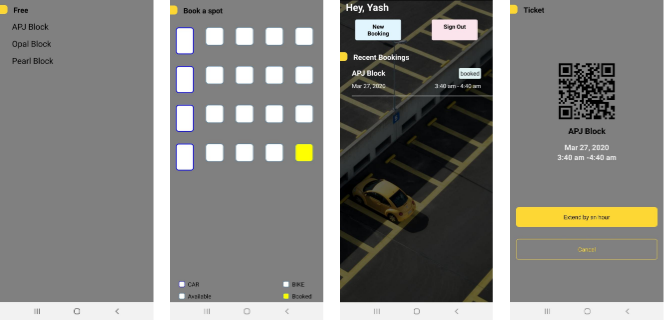 Free
APJ Block
Opal Block
Pearl Block
Book a spot
CAR
BIKE
Available
Booked
Hey, Yash
New Booking
Sign Out
Recent Bookings
APJ Block
booked
Mar 27, 2020
3:40 am - 4:40 am
Ticket
APJ Block
Mar 27, 2020
3:40 am -4:40 am
Extend by an hour
Cancel